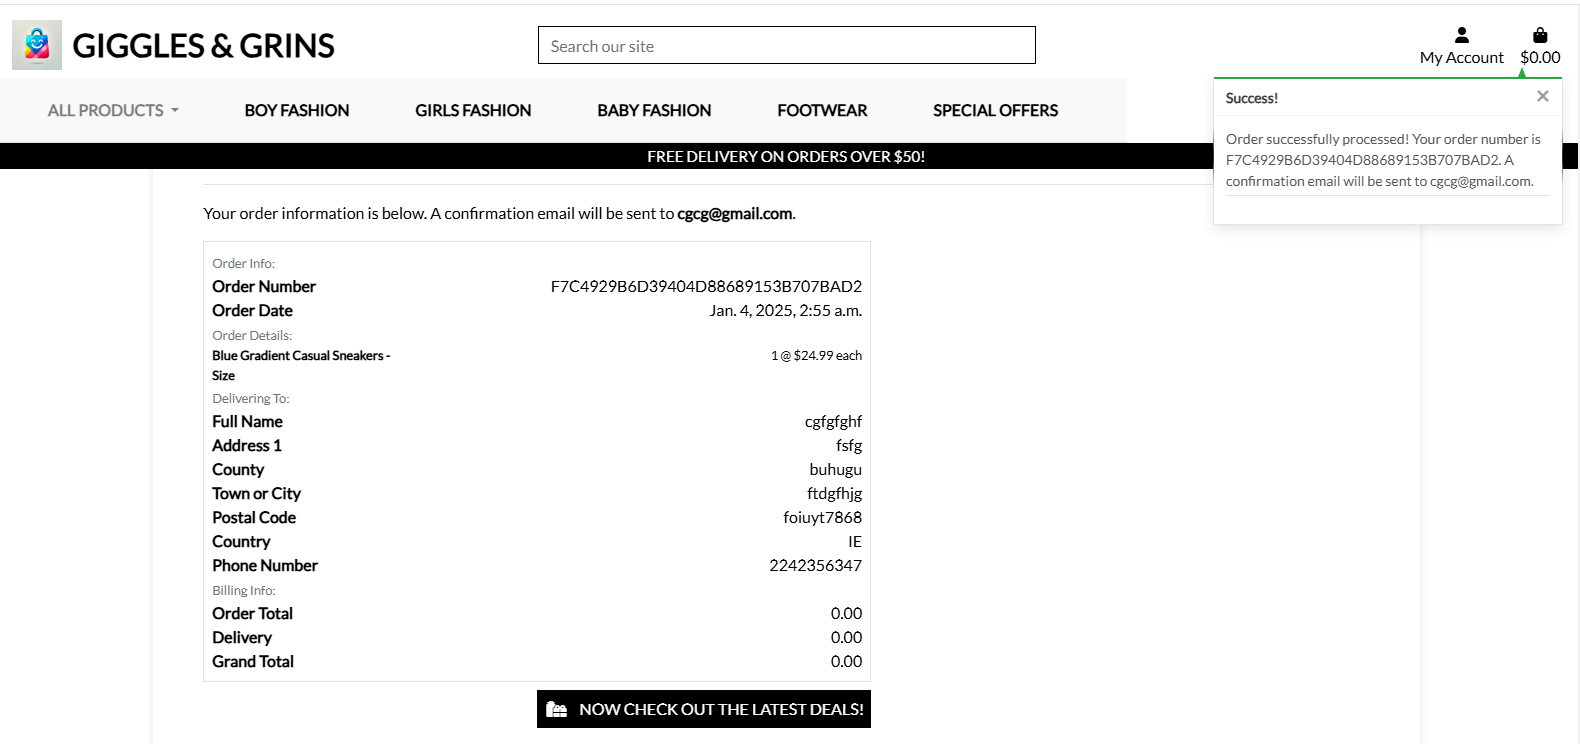 GIGGLES & GRINS
Search our site
My Account
$0.00
ALL PRODUCTS
BOY FASHION
GIRLS FASHION
BABY FASHION
FOOTWEAR
SPECIAL OFFERS
Success!
Order successfully processed! Your order number is
F7C4929B6D39404D88689153B707BAD2. A
confirmation email will be sent to cgcg@gmail.com.
FREE DELIVERY ON ORDERS OVER $50!
Your order information is below. A confirmation email will be sent to cgcg@gmail.com.
Order Info:
Order Number F7C4929B6D39404D88689153B707BAD2
Order Date Jan. 4, 2025, 2:55 a.m.
Order Details:
Blue Gradient Casual Sneakers - 1 @ $24.99 each
Size
Delivering To:
Full Name cgfgfghf
Address 1 fsfg
County buhugu
Town or City ftdgfhjg
Postal Code foiuyt7868
Country IE
Phone Number 2242356347
Billing Info:
Order Total 0.00
Delivery 0.00
Grand Total 0.00
NOW CHECK OUT THE LATEST DEALS!